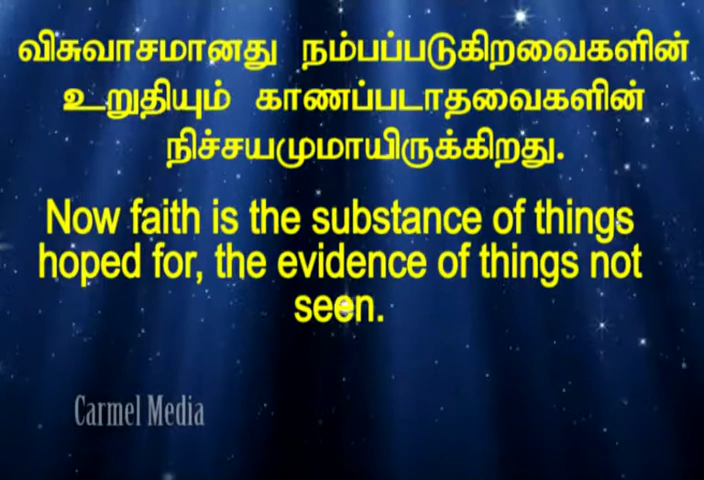 விசுவாசமானது நம்பப்படுகிறவைகளின்
உறுதியும் காணப்படாதவைகளின்
நிச்சயமுமாயிருக்கிறது.
Now faith is the substance of things
hoped for, the evidence of things not
seen.
Carmel Media